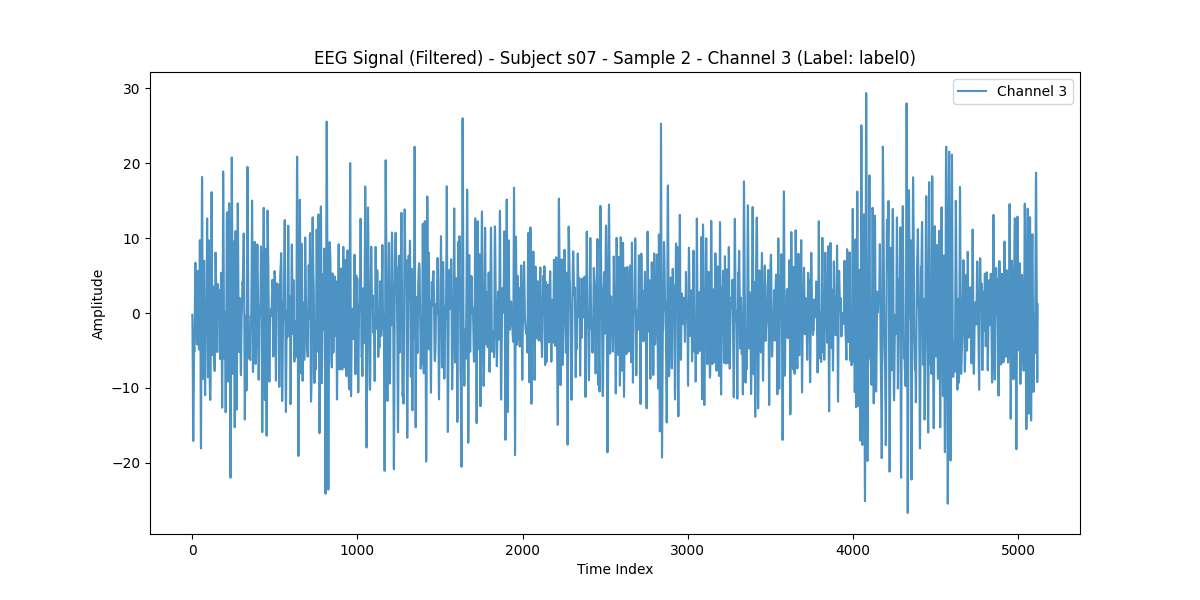 EEG Signal (Filtered) - Subject s07 - Sample 2 - Channel 3 (Label: label0)
Channel 3
30
20
10
0
−10
−20
Amplitude
0 1000 2000 3000 4000 5000
Time Index